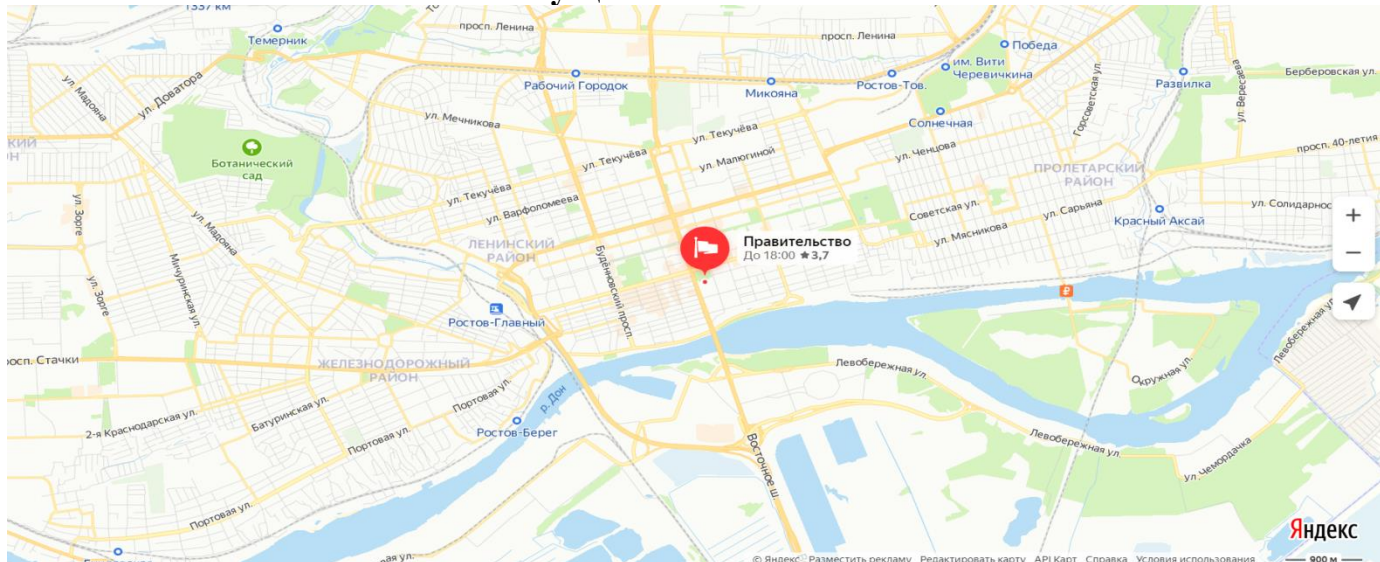 1337 км
просп. Ленина
просп. Ленина
Темерник
Победа
им. Вити
Черевичкина
Рабочий Городок
Микояна
Ростов-Тов.
Развилка
Берберовская ул.
ул. Вересаева
Горсоветская ул.
ул. Мадояна
ул. Доватора
ул. Мечникова
Солнечная
ул. Текучёва
ул. Текучёва
ул. Малюгиной
ул. Ченцова
просп. 40-летия
Ботанический
сад
ПРОЛЕТАРСКИЙ
РАЙОН
ул. Текучёва
ул. Варфоломеева
Советская ул.
ул. Сарьяна
ул. Солидарнос
Красный Аксай
ул. Зорге
ул. Мадояна
ул. Мясникова
ЛЕНИНСКИЙ
РАЙОН
Правительство
До 18:00 ★3,7
Будённовский просп.
Мичуринская ул.
ул. Зорге
Ростов-Главный
Левобережная ул.
росп. Стачки
ЖЕЛЕЗНОДОРОЖНЫЙ
РАЙОН
Левобережная ул.
Окружная ул.
Портовая ул.
р. Дон
Батуринская ул.
2-я Краснодарская ул.
Ростов-Берег
Портовая ул.
Восточное ш.
Левобережная ул.
ул. Чемордачка
Портовая ул.
Яндекс
© Яндекс Разместить рекламу Редактировать карту API Карт Справка Условия использования 900 м